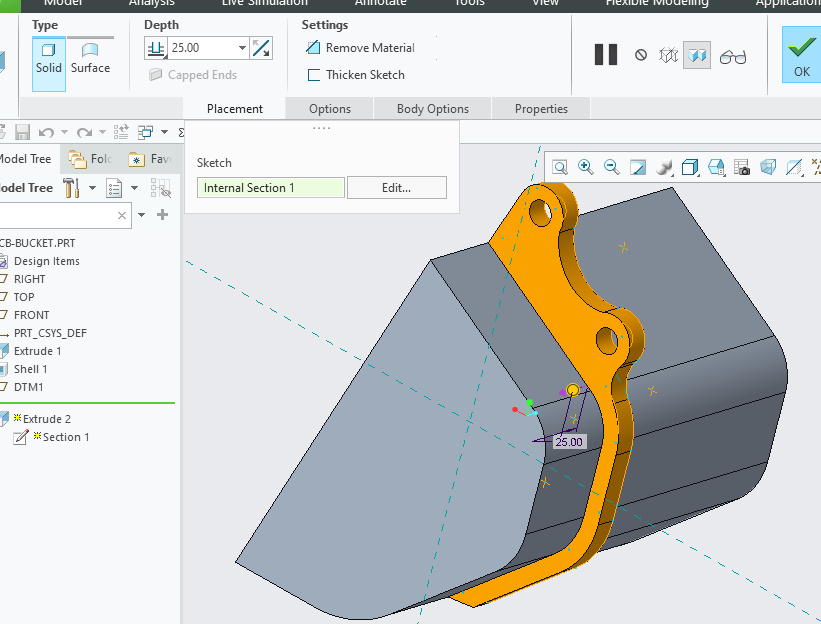 Model Analysis Live Simulation Annotate Tools View Flexible Modeling Application
Type Depth Settings
25.00 Remove Material
Solid Surface
Capped Ends Thicken Sketch
OK
Placement Options Body Options Properties
Model Tree Fol Fav
Sketch
odel Tree Internal Section 1 Edit...
CB-BUCKET.PRT
Design Items
RIGHT
TOP
FRONT
PRT_CSYS_DEF
Extrude 1
Shell 1
DTM1
Extrude 2
Section 1
25.00